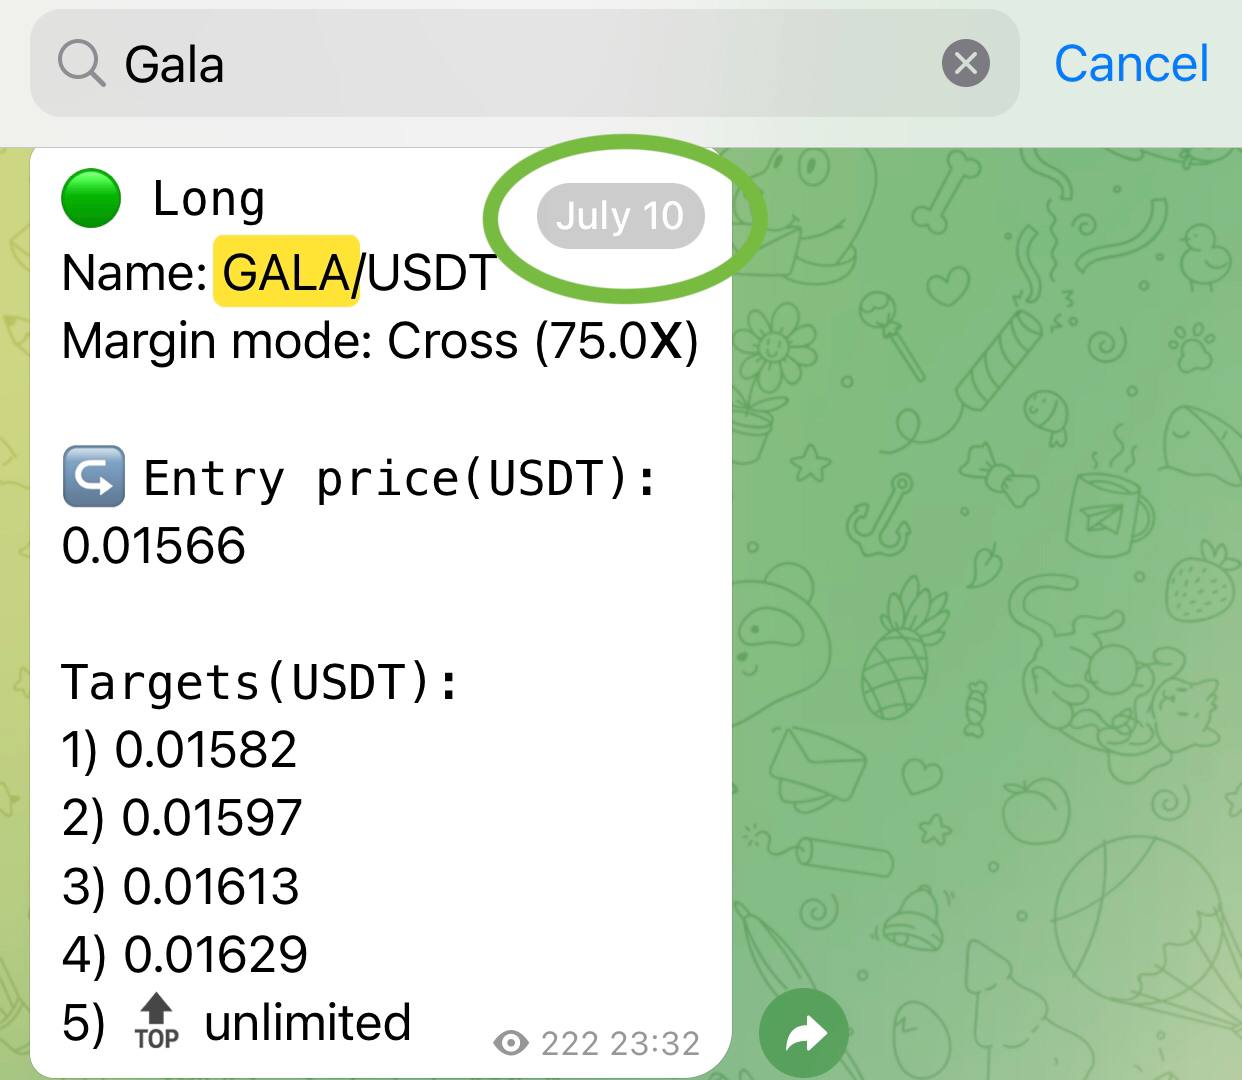 Gala
Cancel
🟢 Long
July 10
Name: GALA/USDT
Margin mode: Cross (75.0X)
↪️ Entry price(USDT):
0.01566
Targets(USDT):
1) 0.01582
2) 0.01597
3) 0.01613
4) 0.01629
5) 🔝 unlimited
222 23:32